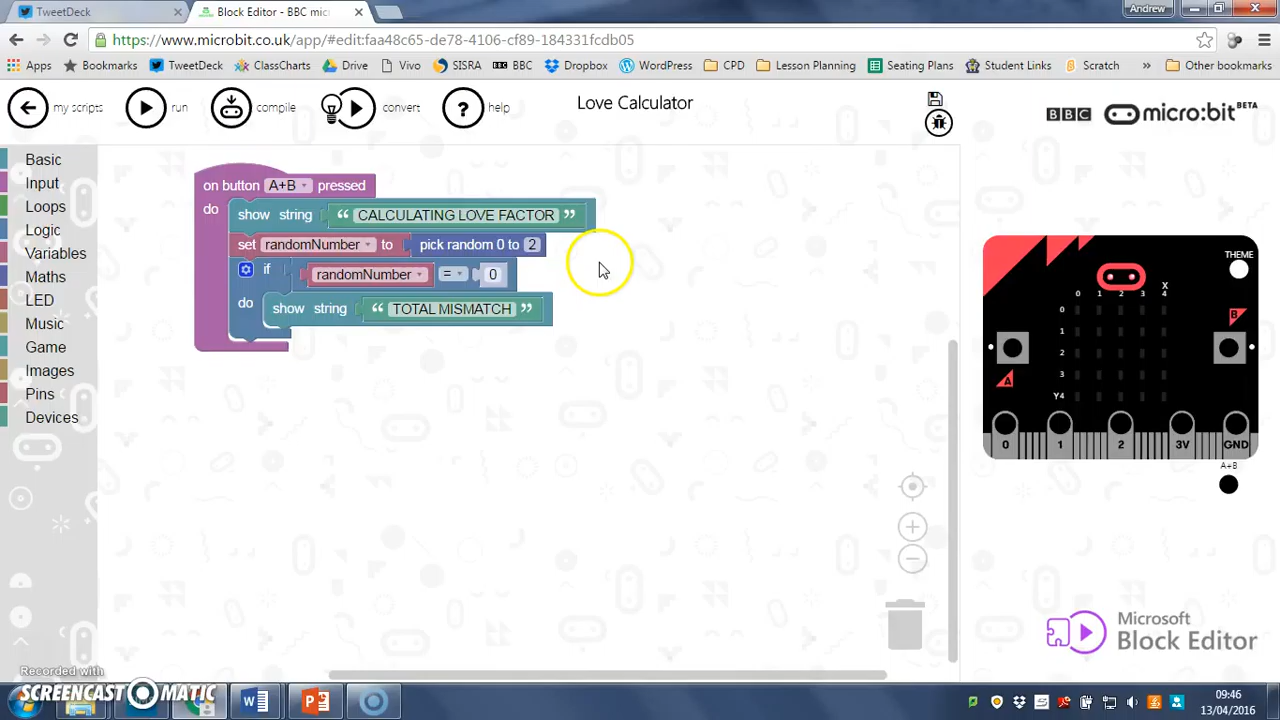 TweetDeck
Block Editor - BBC mic
Andrew
https://www.microbit.co.uk/app/#edit:faa48c65-de78-4106-cf89-184331fcdb05
Apps Bookmarks TweetDeck ClassCharts Drive Vivo SISRA BBC Dropbox WordPress CPD Lesson Planning Seating Plans Student Links Scratch » Other bookmarks
my scripts run compile convert ? help
Love Calculator
BBC micro:bit BETA
Basic
Input
Loops
Logic
Variables
Maths
LED
Music
Game
Images
Pins
Devices
on button A+B pressed
do show string “ CALCULATING LOVE FACTOR ”
set randomNumber to pick random 0 to 2
if randomNumber = 0
do show string “ TOTAL MISMATCH ”
THEME
X
0 1 2 3 4
0
1
2
3
Y4
A
B
0 1 2 3V GND
A+B
Microsoft
Block Editor
Recorded with
SCREENCAST MATIC
09:46
13/04/2016